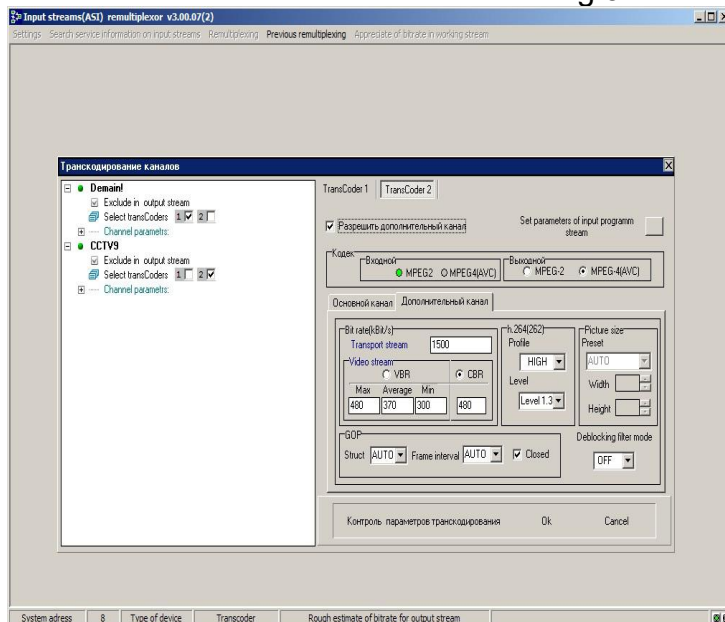 Input streams(ASI) remultiplexor v3.00.07(2)
Settings Search service information on input streams Remultiplexing Previous remultiplexing Appreciate of bitrate in working stream
Транскодирование каналов
Demain!
Exclude in output stream
Select transCoders 1 2
Channel parametrs:
CCTV9
Exclude in output stream
Select transCoders 1 2
Channel parametrs:
TransCoder 1 TransCoder 2
Разрешить дополнительный канал
Set parameters of input programm
stream
Кодек
Входной
MPEG2 MPEG4(AVC)
Выходной
MPEG-2 MPEG-4(AVC)
Основной канал Дополнительный канал
Bit rate(kBit/s)
Transport stream 1500
Video stream
VBR CBR
Max Average Min
480 370 300 480
h.264(262)
Profile
HIGH
Level
Level 1.3
Picture size
Preset
AUTO
Width
Height
GOP
Struct AUTO Frame interval AUTO Closed
Deblocking filter mode
OFF
Контроль параметров транскодирования Ok Cancel
System adress 8 Type of device Transcoder Rough estimate of bitrate for output stream